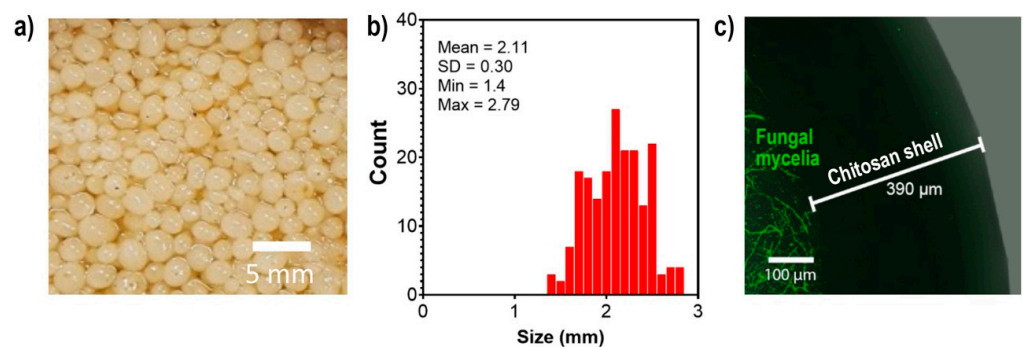 a)
5 mm
b)
Mean = 2.11
SD = 0.30
Min = 1.4
Max = 2.79
Count
40
30
20
10
0
0 1 2 3
Size (mm)
c)
Fungal
mycelia
Chitosan shell
390 µm
100 µm